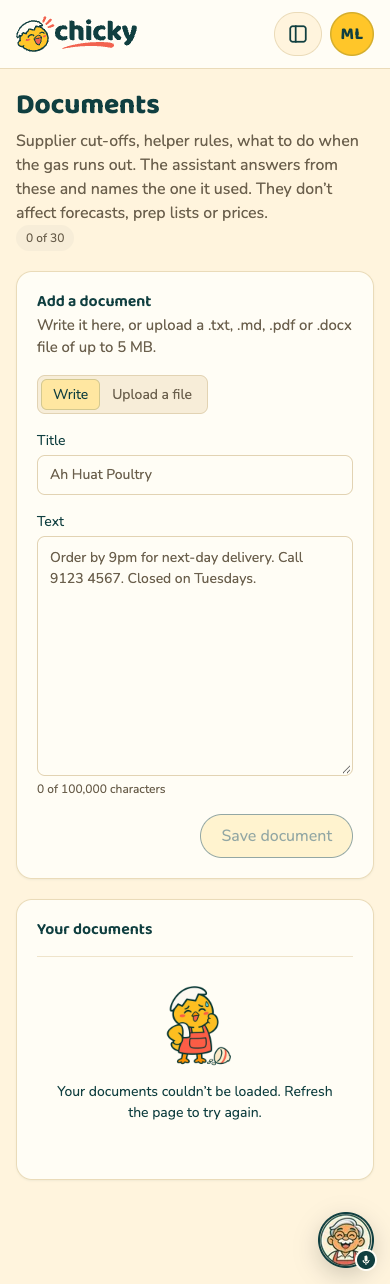 chicky
MŁ
Documents
Supplier cut-offs, helper rules, what to do when
the gas runs out. The assistant answers from
these and names the one it used. They don’t
affect forecasts, prep lists or prices.
0 of 30
Add a document
Write it here, or upload a .txt, .md, .pdf or .docx
file of up to 5 MB.
Write Upload a file
Title
Ah Huat Poultry
Text
Order by 9pm for next-day delivery. Call
9123 4567. Closed on Tuesdays.
0 of 100,000 characters
Save document
Your documents
Your documents couldn’t be loaded. Refresh
the page to try again.